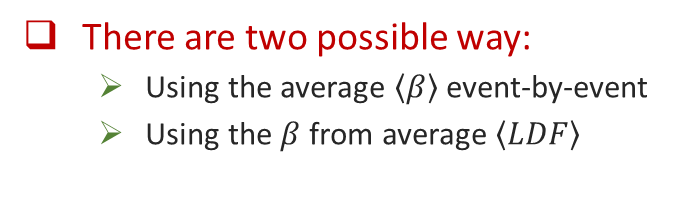 There are two possible way:
Using the average ⟨β⟩ event-by-event
Using the β from average ⟨LDF⟩